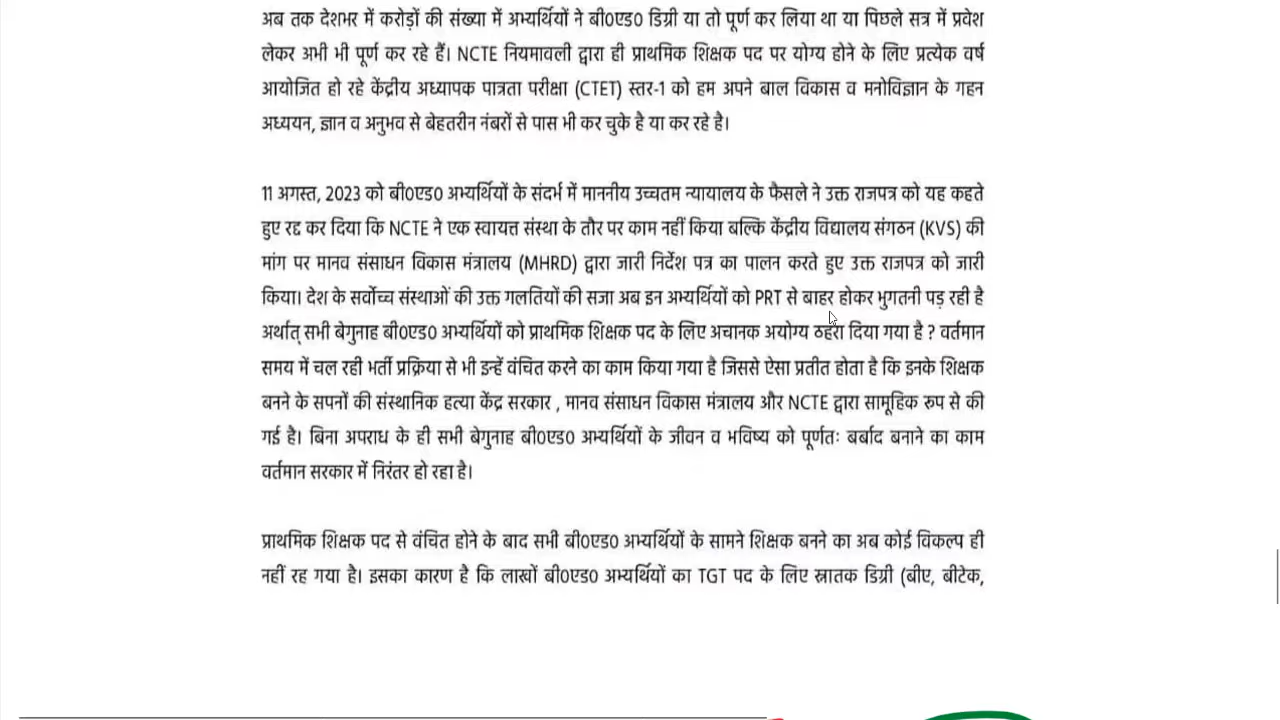 अब तक देशभर में करोड़ों की संख्या में अभ्यर्थियों ने बी0एड0 डिग्री या तो पूर्ण कर लिया था या पिछले सत्र में प्रवेश
लेकर अभी भी पूर्ण कर रहे हैं। NCTE नियमावली द्वारा ही प्राथमिक शिक्षक पद पर योग्य होने के लिए प्रत्येक वर्ष
आयोजित हो रहे केंद्रीय अध्यापक पात्रता परीक्षा (CTET) स्तर-1 को हम अपने बाल विकास व मनोविज्ञान के गहन
अध्ययन, ज्ञान व अनुभव से बेहतरीन नंबरों से पास भी कर चुके है या कर रहे है।
11 अगस्त, 2023 को बी0एड0 अभ्यर्थियों के संदर्भ में माननीय उच्चतम न्यायालय के फैसले ने उक्त राजपत्र को यह कहते
हुए रद्द कर दिया कि NCTE ने एक स्वायत्त संस्था के तौर पर काम नहीं किया बल्कि केंद्रीय विद्यालय संगठन (KVS) की
मांग पर मानव संसाधन विकास मंत्रालय (MHRD) द्वारा जारी निर्देश पत्र का पालन करते हुए उक्त राजपत्र को जारी
किया। देश के सर्वोच्च संस्थाओं की उक्त गलतियों की सजा अब इन अभ्यर्थियों को PRT से बाहर होकर भुगतनी पड़ रही है
अर्थात् सभी बेगुनाह बी0एड0 अभ्यर्थियों को प्राथमिक शिक्षक पद के लिए अचानक अयोग्य ठहरा दिया गया है ? वर्तमान
समय में चल रही भर्ती प्रक्रिया से भी इन्हें वंचित करने का काम किया गया है जिससे ऐसा प्रतीत होता है कि इनके शिक्षक
बनने के सपनों की संस्थानिक हत्या केंद्र सरकार , मानव संसाधन विकास मंत्रालय और NCTE द्वारा सामूहिक रूप से की
गई है। बिना अपराध के ही सभी बेगुनाह बी0एड0 अभ्यर्थियों के जीवन व भविष्य को पूर्णतः बर्बाद बनाने का काम
वर्तमान सरकार में निरंतर हो रहा है।
प्राथमिक शिक्षक पद से वंचित होने के बाद सभी बी0एड0 अभ्यर्थियों के सामने शिक्षक बनने का अब कोई विकल्प ही
नहीं रह गया है। इसका कारण है कि लाखों बी0एड0 अभ्यर्थियों का TGT पद के लिए स्नातक डिग्री (बीए, बीटेक,